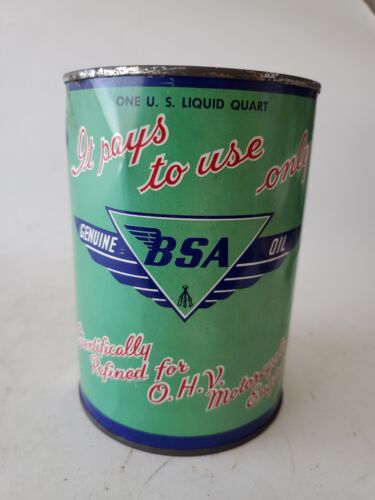 ONE U. S. LIQUID QUART
It pays
to use only
GENUINE BSA OIL
Scientifically
Refined for
O. H. V.
Motorcycle